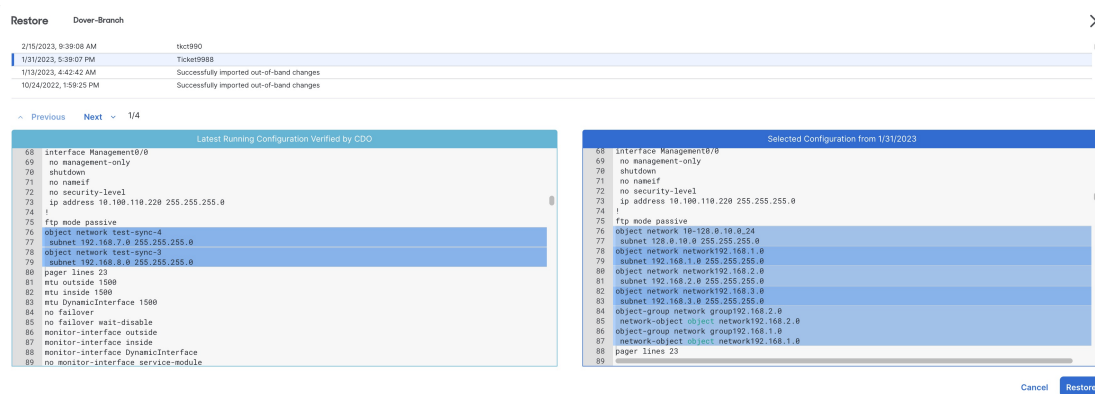 Restore Dover-Branch
2/15/2023, 9:39:08 AM tkct990
1/31/2023, 5:39:07 PM Ticket9988
1/13/2023, 4:42:42 AM Successfully imported out-of-band changes
10/24/2022, 1:59:25 PM Successfully imported out-of-band changes
Previous Next 1/4
Latest Running Configuration Verified by CDO
68 interface Management0/0
69 no management-only
70 shutdown
71 no nameif
72 no security-level
73 ip address 10.100.110.220 255.255.255.0
74 !
75 ftp mode passive
76 object network test-sync-4
77 subnet 192.168.7.0 255.255.255.0
78 object network test-sync-3
79 subnet 192.168.8.0 255.255.255.0
80 pager lines 23
81 mtu outside 1500
82 mtu inside 1500
83 mtu DynamicInterface 1500
84 no failover
85 no failover wait-disable
86 monitor-interface outside
87 monitor-interface inside
88 monitor-interface DynamicInterface
89 no monitor-interface service-module
Selected Configuration from 1/31/2023
68 interface Management0/0
69 no management-only
70 shutdown
71 no nameif
72 no security-level
73 ip address 10.100.110.220 255.255.255.0
74 !
75 ftp mode passive
76 object network 10-128.0.10.0_24
77 subnet 128.0.10.0 255.255.255.0
78 object network network192.168.1.0
79 subnet 192.168.1.0 255.255.255.0
80 object network network192.168.2.0
81 subnet 192.168.2.0 255.255.255.0
82 object network network192.168.3.0
83 subnet 192.168.3.0 255.255.255.0
84 object-group network group192.168.2.0
85 network-object object network192.168.2.0
86 object-group network group192.168.1.0
87 network-object object network192.168.1.0
88 pager lines 23
89
Cancel Restore